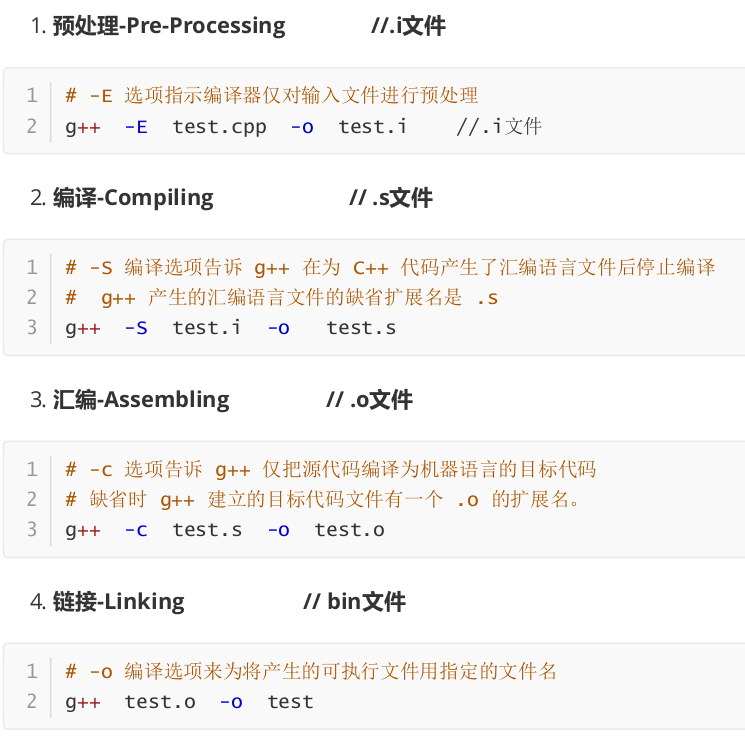 1. 预处理-Pre-Processing //.i文件
1 # -E 选项指示编译器仅对输入文件进行预处理
2 g++ -E test.cpp -o test.i //.i文件
2. 编译-Compiling // .s文件
1 # -S 编译选项告诉 g++ 在为 C++ 代码产生了汇编语言文件后停止编译
2 # g++ 产生的汇编语言文件的缺省扩展名是 .s
3 g++ -S test.i -o test.s
3. 汇编-Assembling // .o文件
1 # -c 选项告诉 g++ 仅把源代码编译为机器语言的目标代码
2 # 缺省时 g++ 建立的目标代码文件有一个 .o 的扩展名。
3 g++ -c test.s -o test.o
4. 链接-Linking // bin文件
1 # -o 编译选项来为将产生的可执行文件用指定的文件名
2 g++ test.o -o test